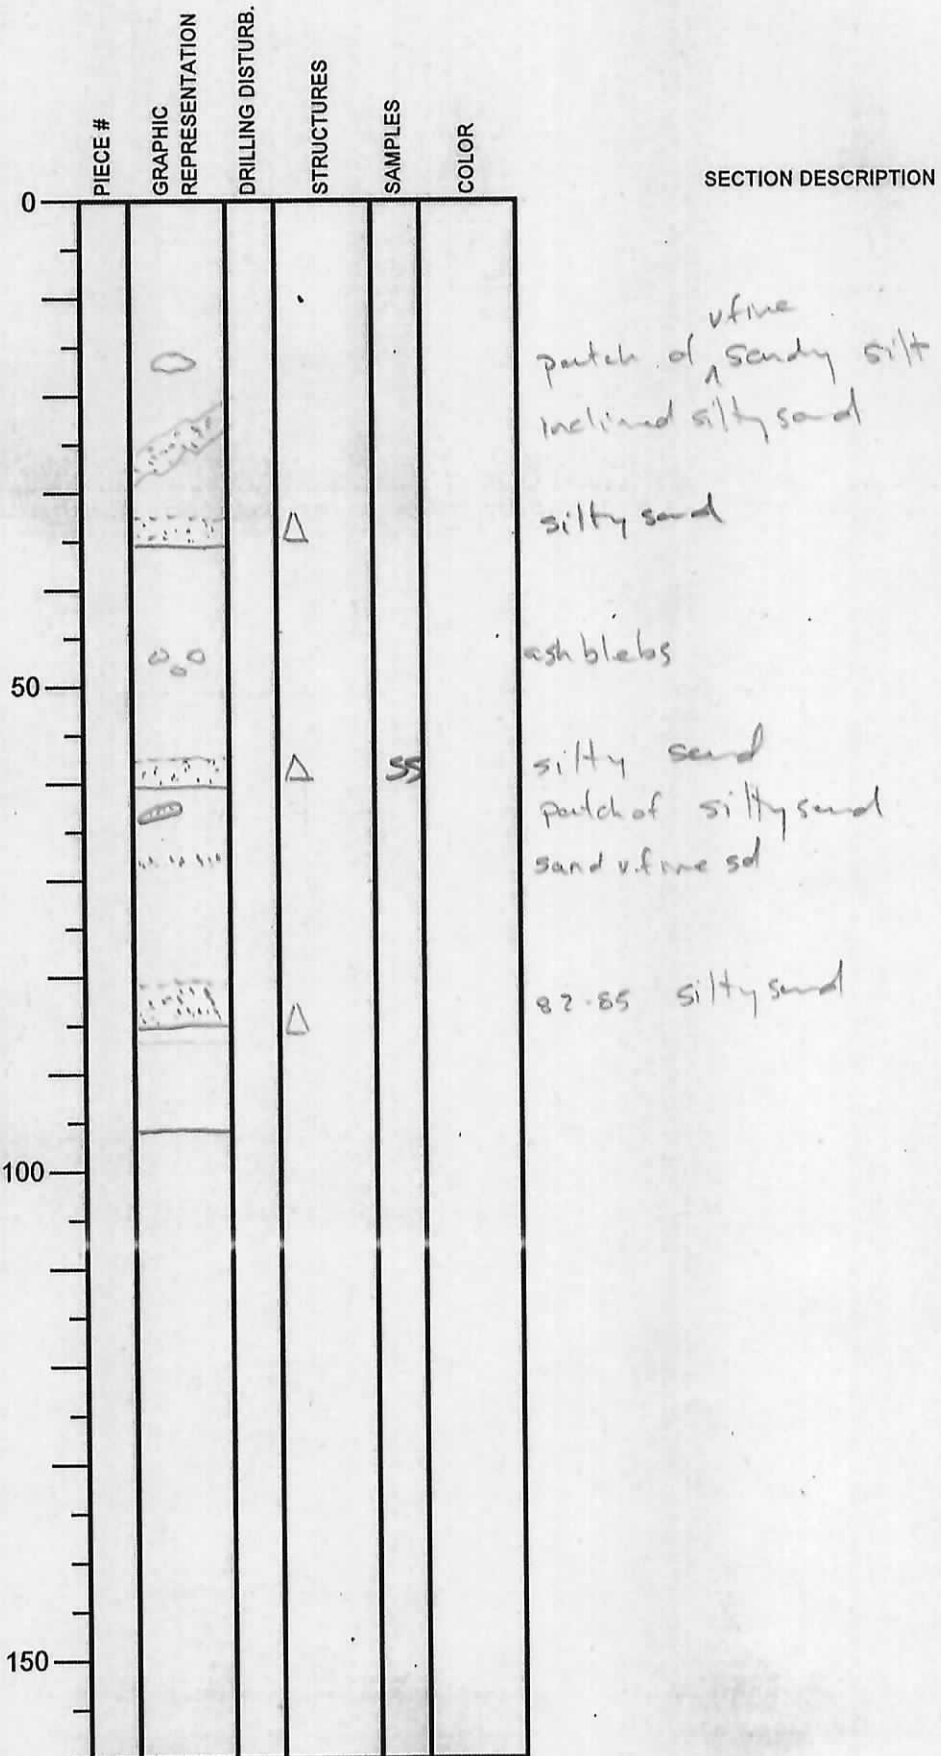 PIECE #
GRAPHIC
REPRESENTATION
DRILLING DISTURB.
STRUCTURES
SAMPLES
COLOR
SECTION DESCRIPTION
0
vfine
patch of ^ sandy silt
inclined silty sand
silty sand
ash blebs
50
silty sand
SS
patch of silty sand
sand v.fine sd
82-85 silty sand
100
150